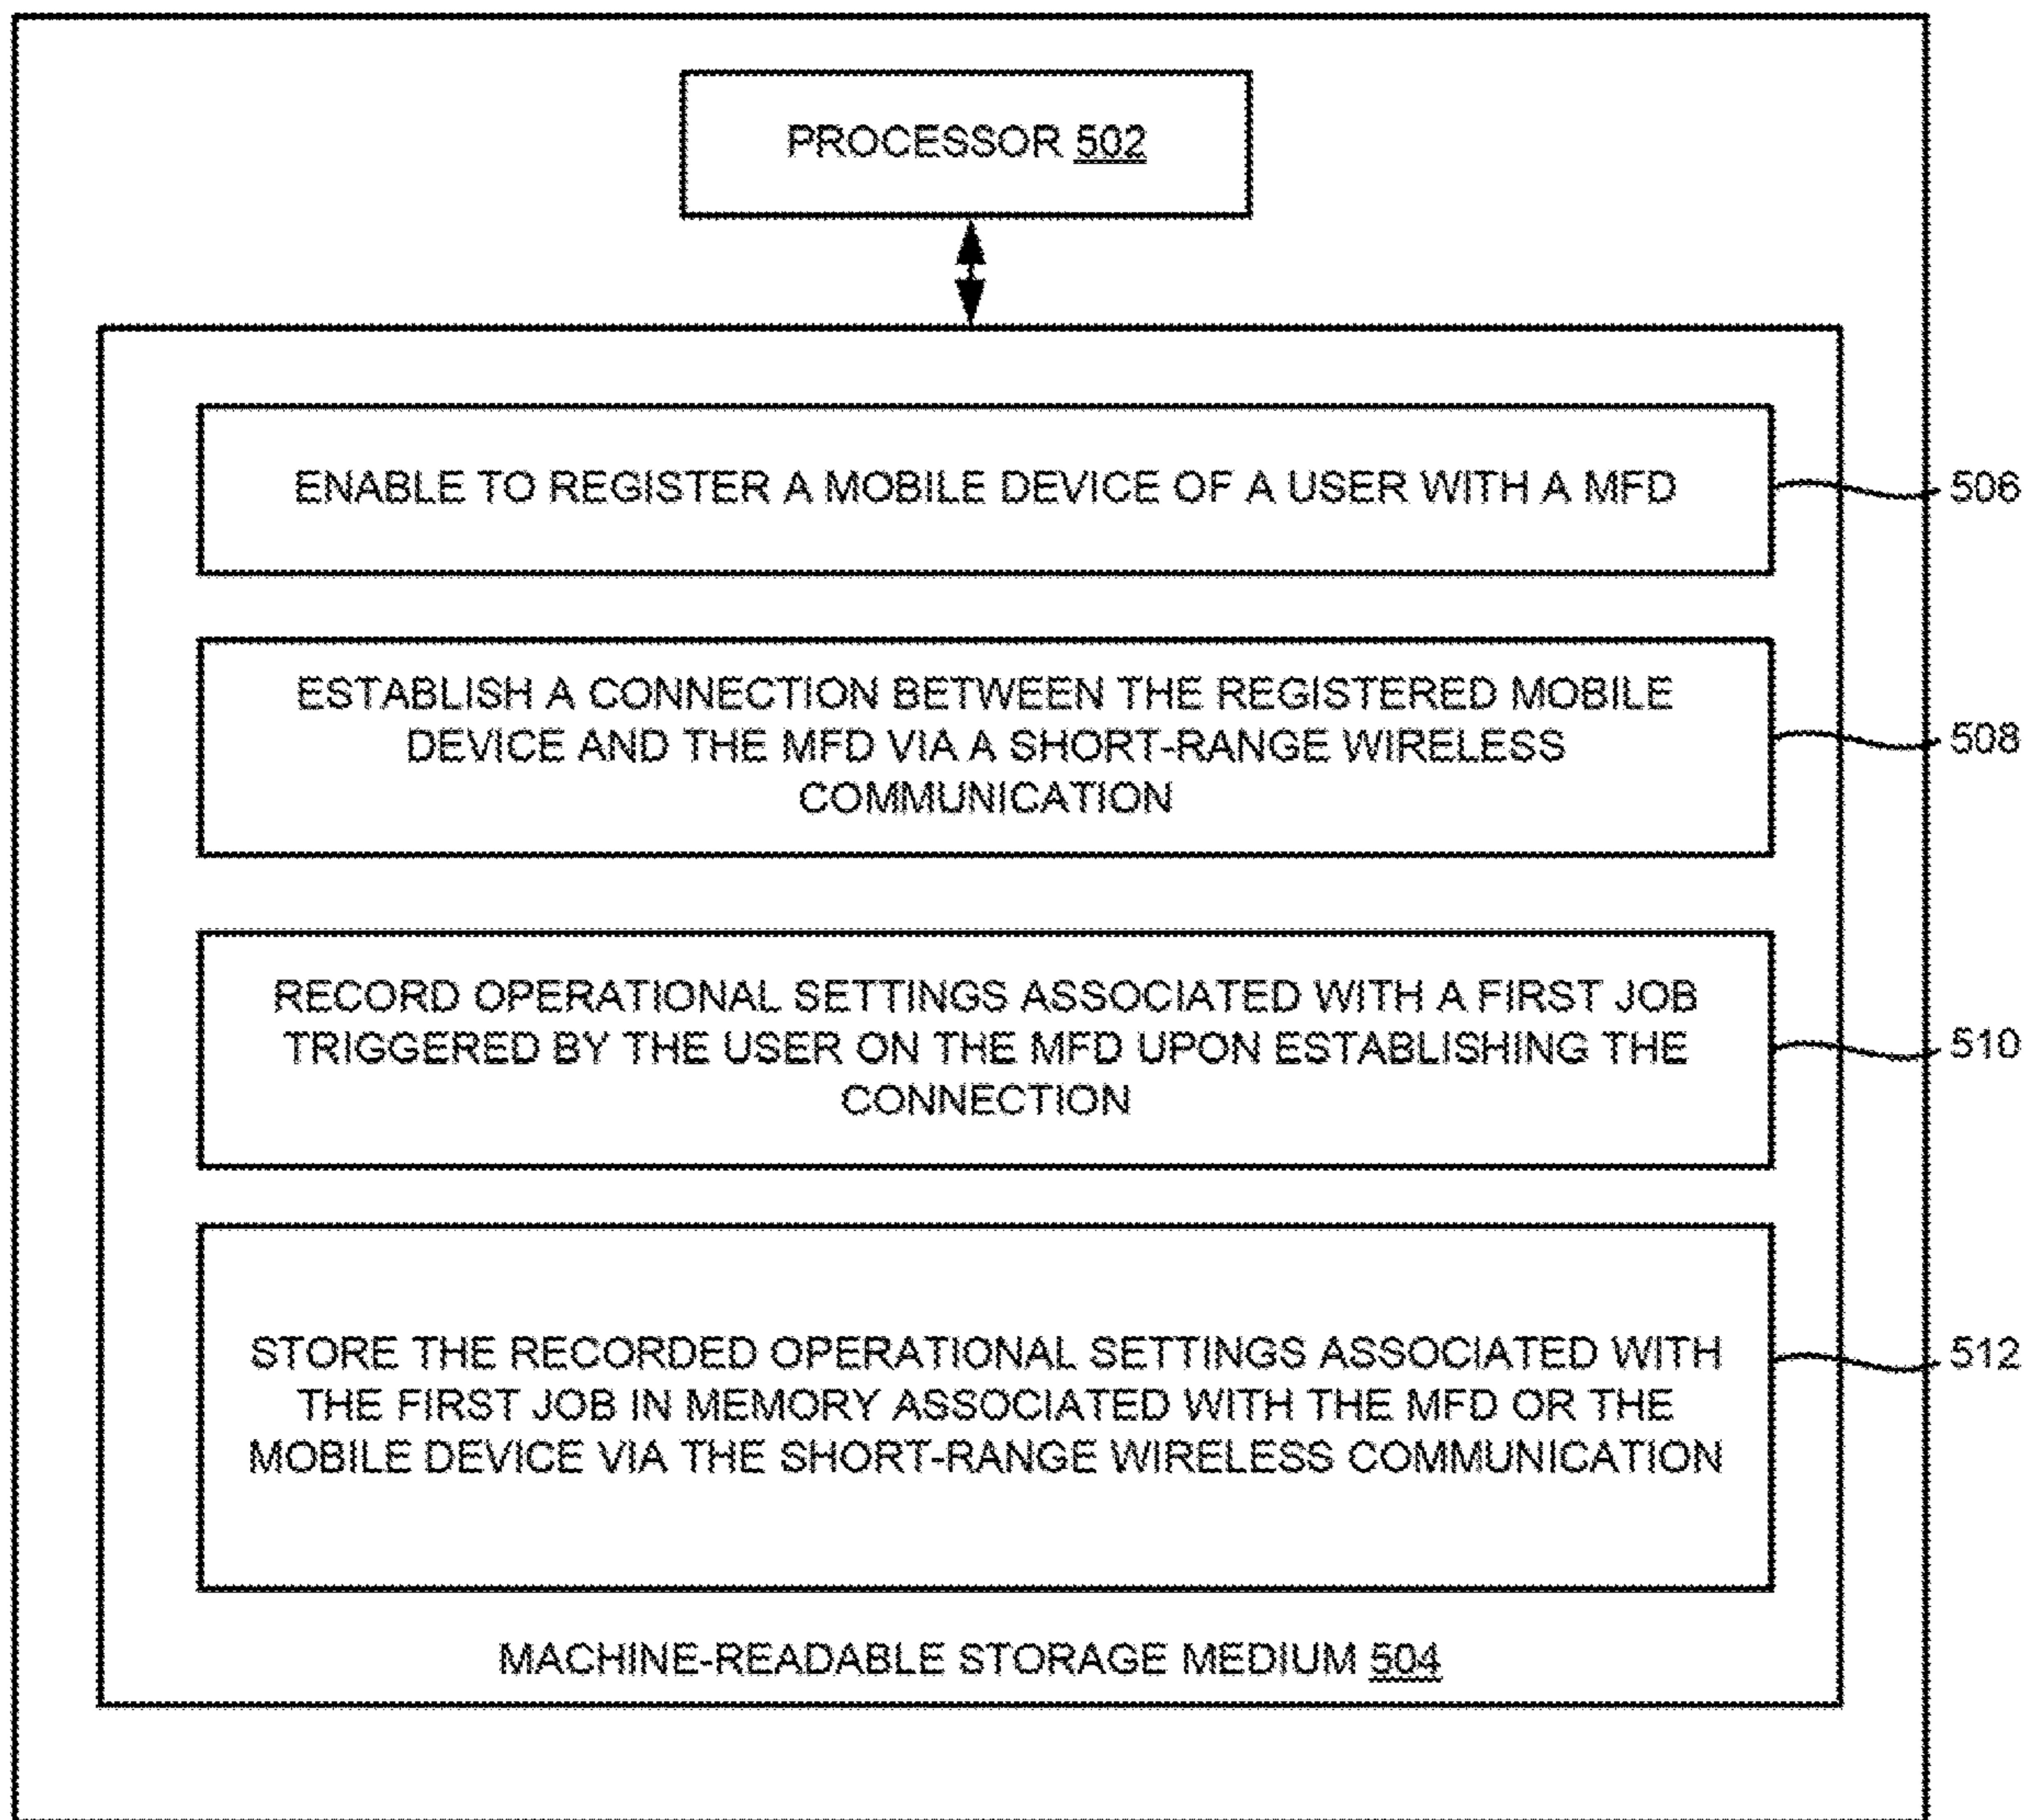 PROCESSOR 502
ENABLE TO REGISTER A MOBILE DEVICE OF A USER WITH A MFD
506
ESTABLISH A CONNECTION BETWEEN THE REGISTERED MOBILE
DEVICE AND THE MFD VIA A SHORT-RANGE WIRELESS
COMMUNICATION
508
RECORD OPERATIONAL SETTINGS ASSOCIATED WITH A FIRST JOB
TRIGGERED BY THE USER ON THE MFD UPON ESTABLISHING THE
CONNECTION
510
STORE THE RECORDED OPERATIONAL SETTINGS ASSOCIATED WITH
THE FIRST JOB IN MEMORY ASSOCIATED WITH THE MFD OR THE
MOBILE DEVICE VIA THE SHORT-RANGE WIRELESS COMMUNICATION
512
MACHINE-READABLE STORAGE MEDIUM 504